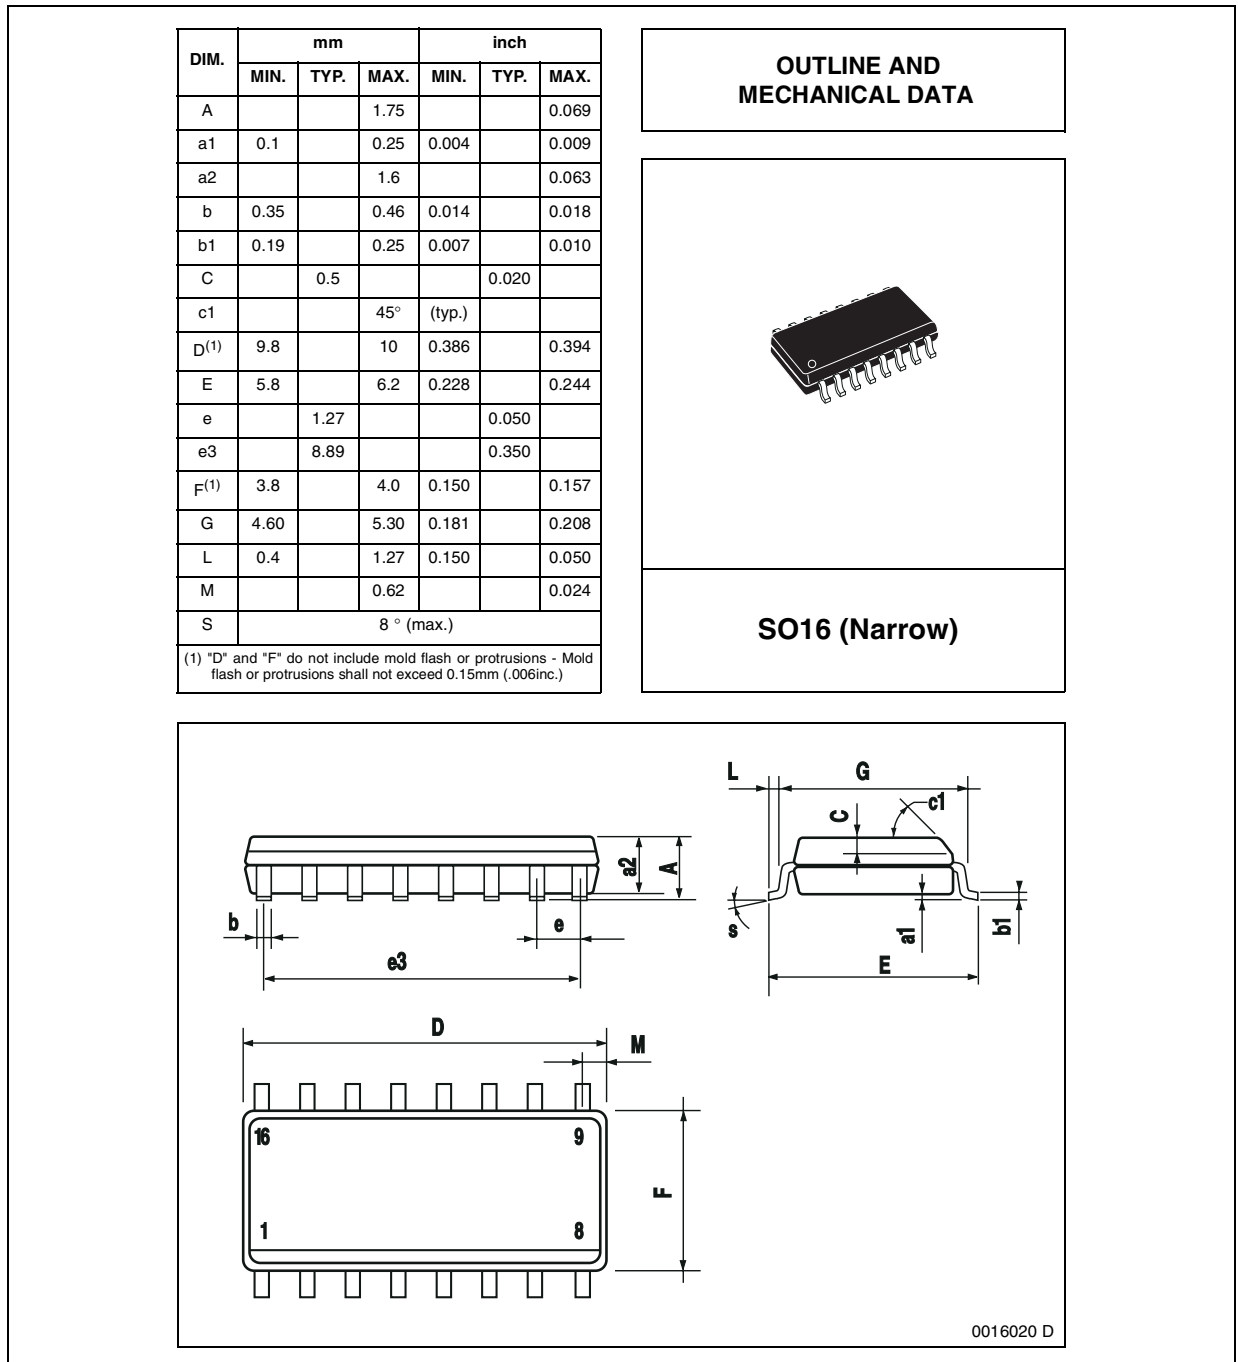 DIM. mm inch
MIN. TYP. MAX. MIN. TYP. MAX.
A 1.75 0.069
a1 0.1 0.25 0.004 0.009
a2 1.6 0.063
b 0.35 0.46 0.014 0.018
b1 0.19 0.25 0.007 0.010
C 0.5 0.020
c1 45° (typ.)
D(1) 9.8 10 0.386 0.394
E 5.8 6.2 0.228 0.244
e 1.27 0.050
e3 8.89 0.350
F(1) 3.8 4.0 0.150 0.157
G 4.60 5.30 0.181 0.208
L 0.4 1.27 0.150 0.050
M 0.62 0.024
S 8 ° (max.)
(1) "D" and "F" do not include mold flash or protrusions - Mold
flash or protrusions shall not exceed 0.15mm (.006inc.)
OUTLINE AND
MECHANICAL DATA
SO16 (Narrow)
b
e
e3
a2
A
L
G
C
c1
s
a1
b1
E
D
M
16
9
1
8
F
0016020 D